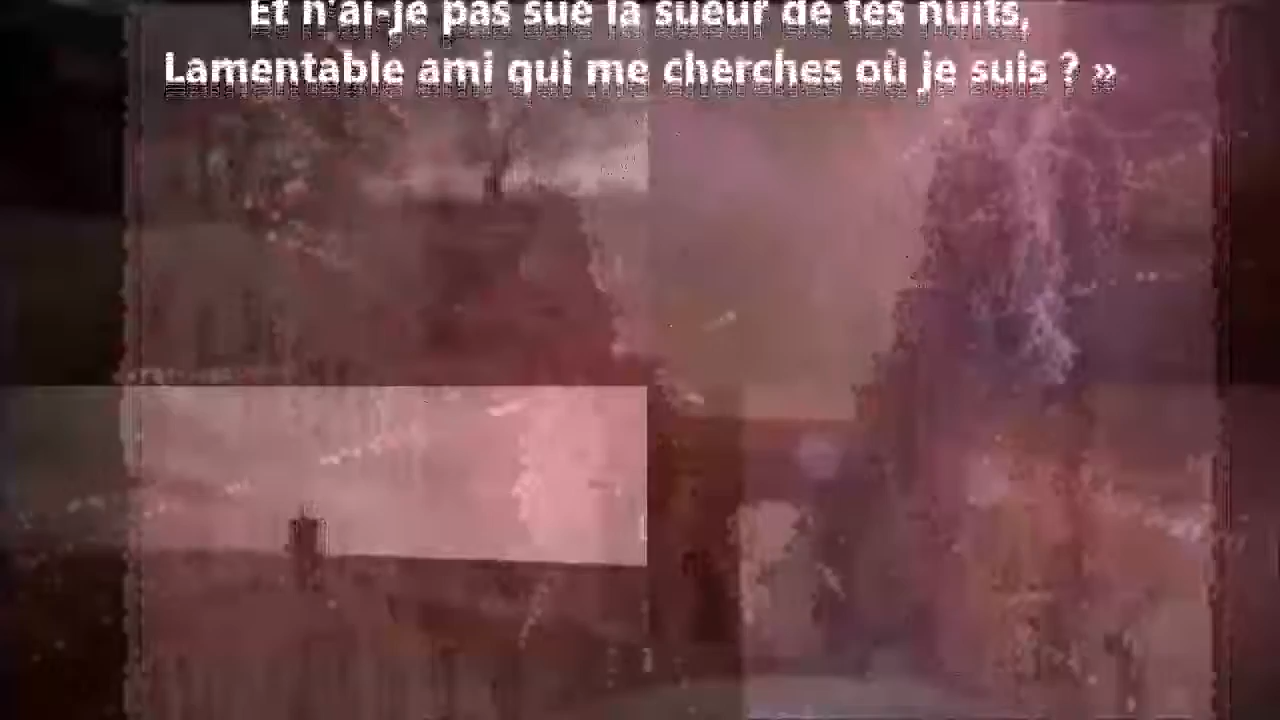 Et n'ai-je pas sué la sueur de tes nuits,
Lamentable ami qui me cherches où je suis ? »